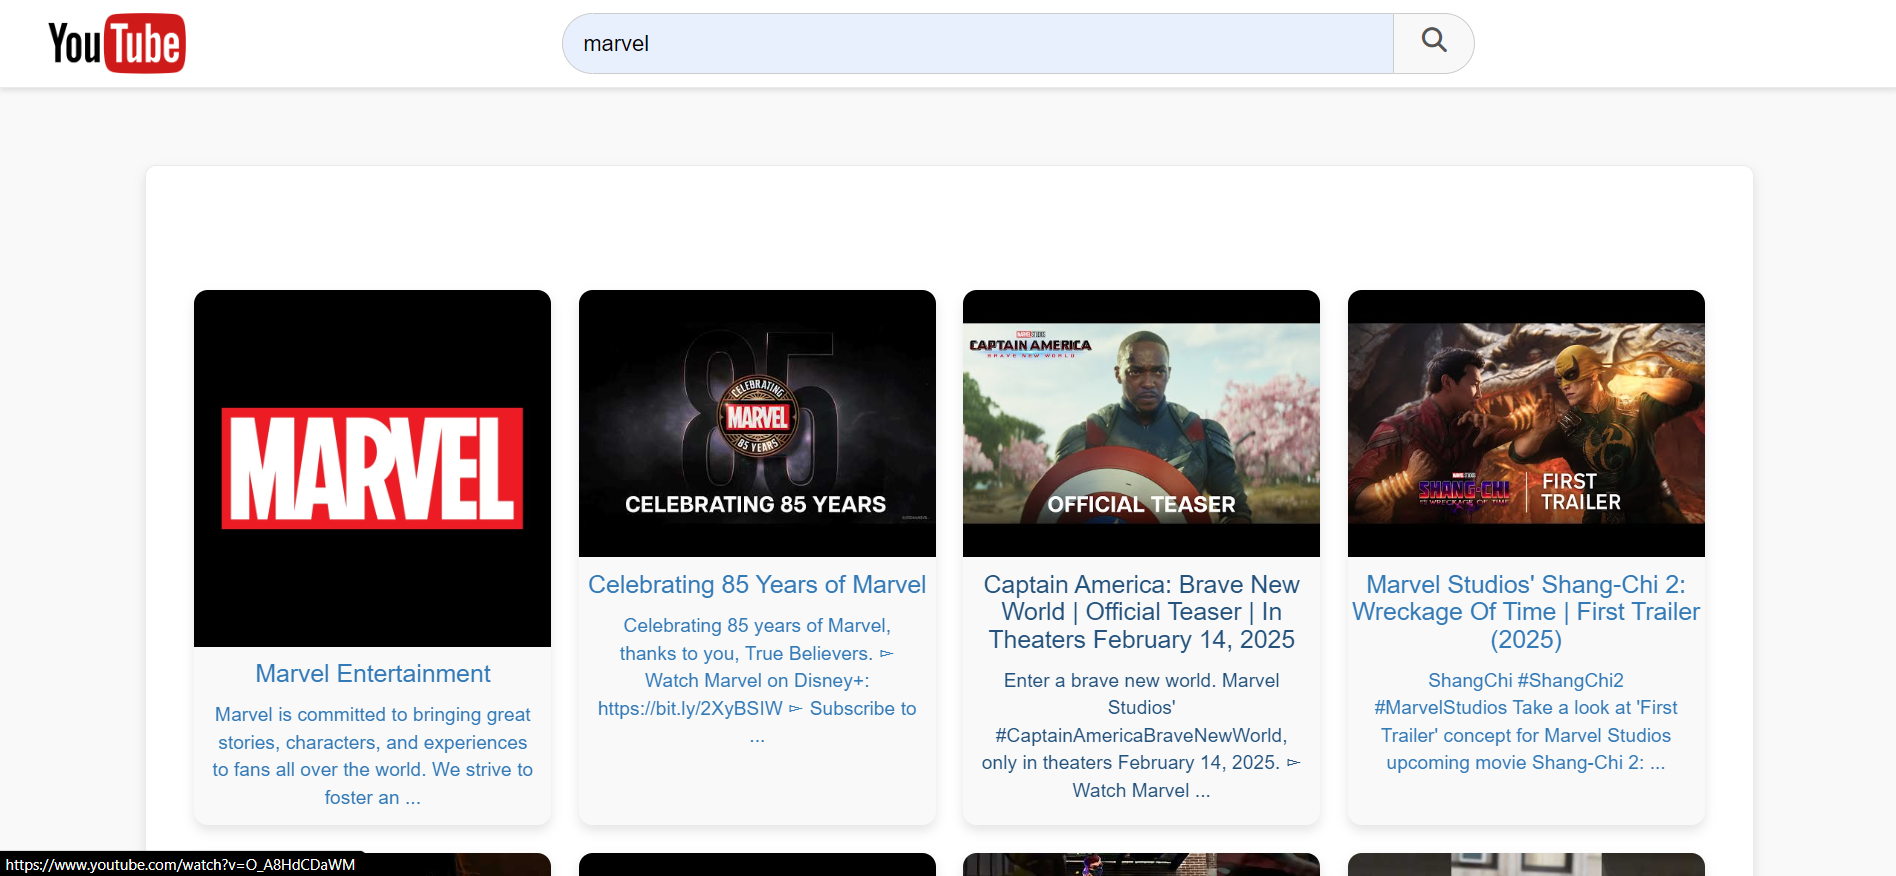 YouTube
marvel
MARVEL
Marvel Entertainment
Marvel is committed to bringing great
stories, characters, and experiences
to fans all over the world. We strive to
foster an ...
85
CELEBRATING
MARVEL
85 YEARS
CELEBRATING 85 YEARS
Celebrating 85 Years of Marvel
Celebrating 85 years of Marvel,
thanks to you, True Believers. ▻
Watch Marvel on Disney+:
https://bit.ly/2XyBSIW ▻ Subscribe to
...
MARVEL STUDIOS
CAPTAIN AMERICA
BRAVE NEW WORLD
OFFICIAL TEASER
Captain America: Brave New
World | Official Teaser | In
Theaters February 14, 2025
Enter a brave new world. Marvel
Studios'
#CaptainAmericaBraveNewWorld,
only in theaters February 14, 2025. ▻
Watch Marvel ...
SHANG-CHI
WRECKAGE OF TIME
FIRST
TRAILER
Marvel Studios' Shang-Chi 2:
Wreckage Of Time | First Trailer
(2025)
ShangChi #ShangChi2
#MarvelStudios Take a look at 'First
Trailer' concept for Marvel Studios
upcoming movie Shang-Chi 2: ...
https://www.youtube.com/watch?v=O_A8HdCDaWM